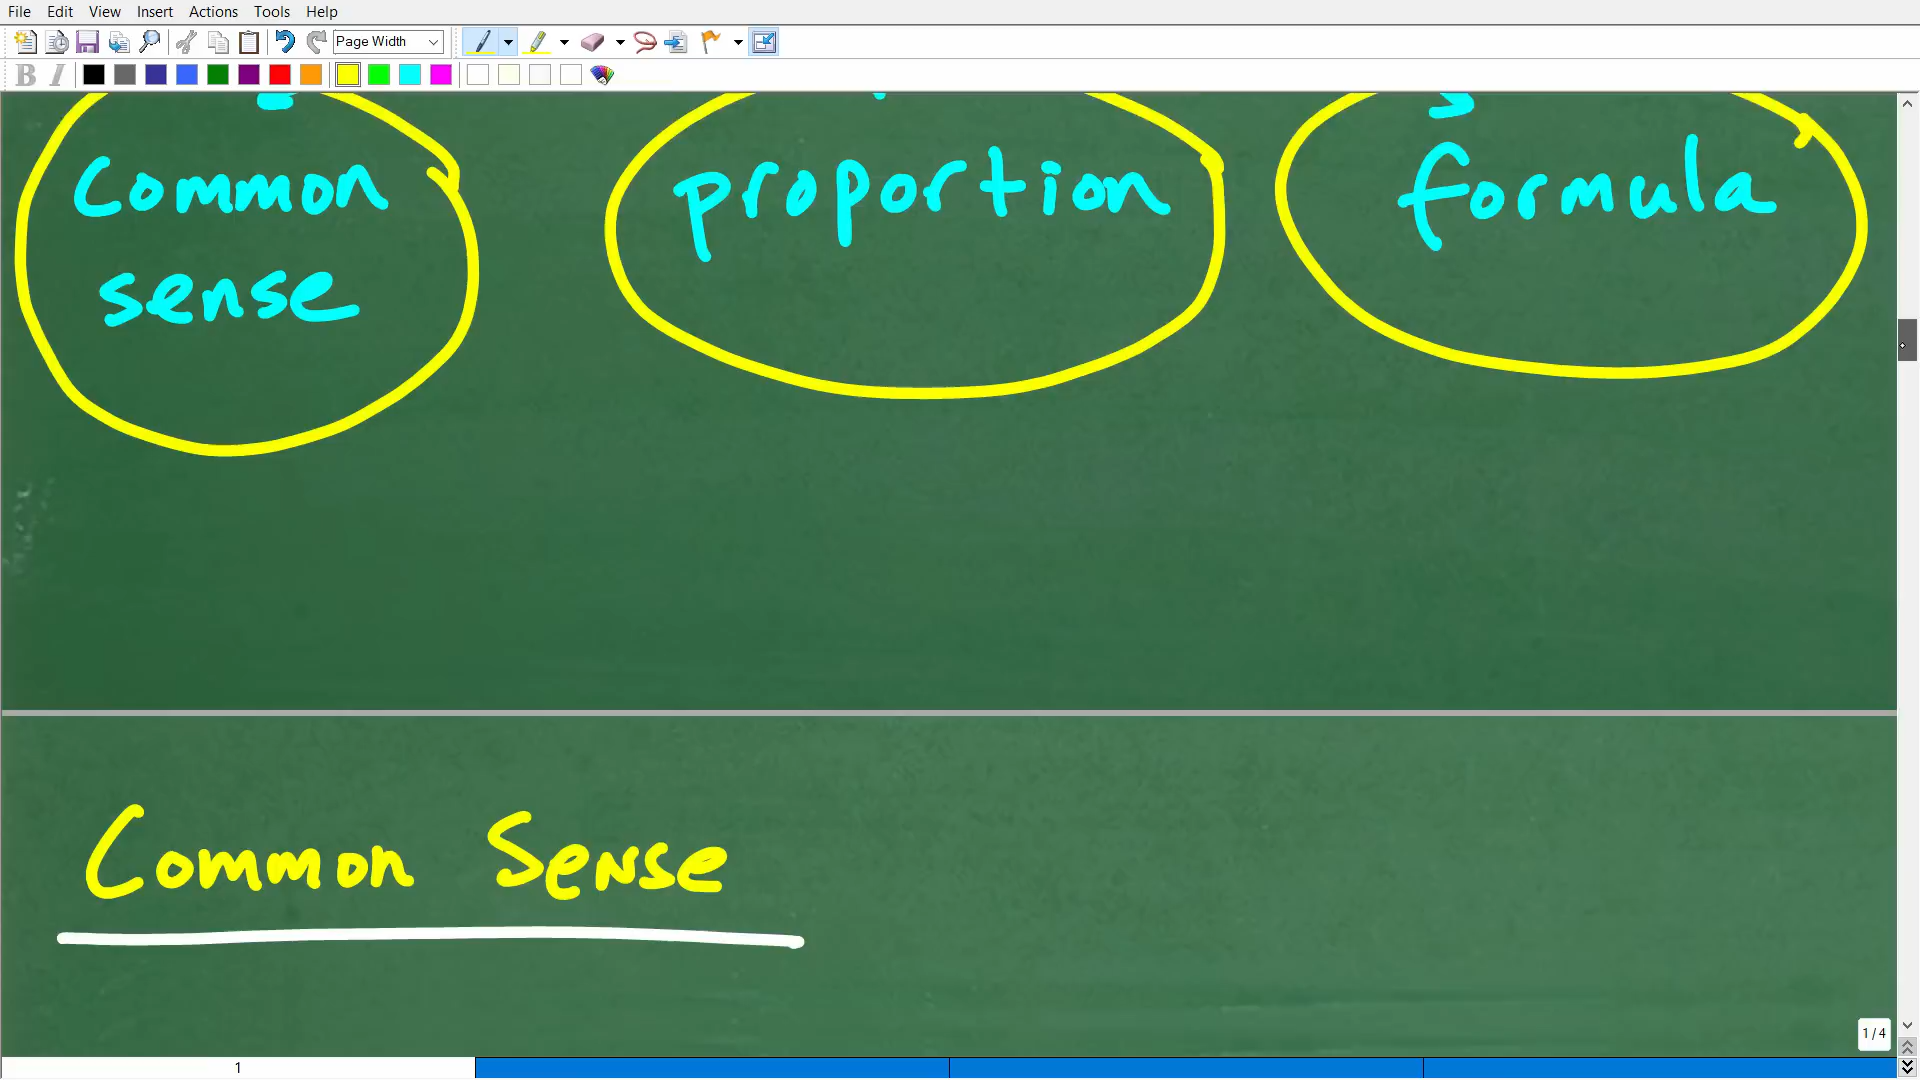 File Edit View Insert Actions Tools Help
Page Width
B I
Common proportion formula
sense
Common Sense
1 / 4
1